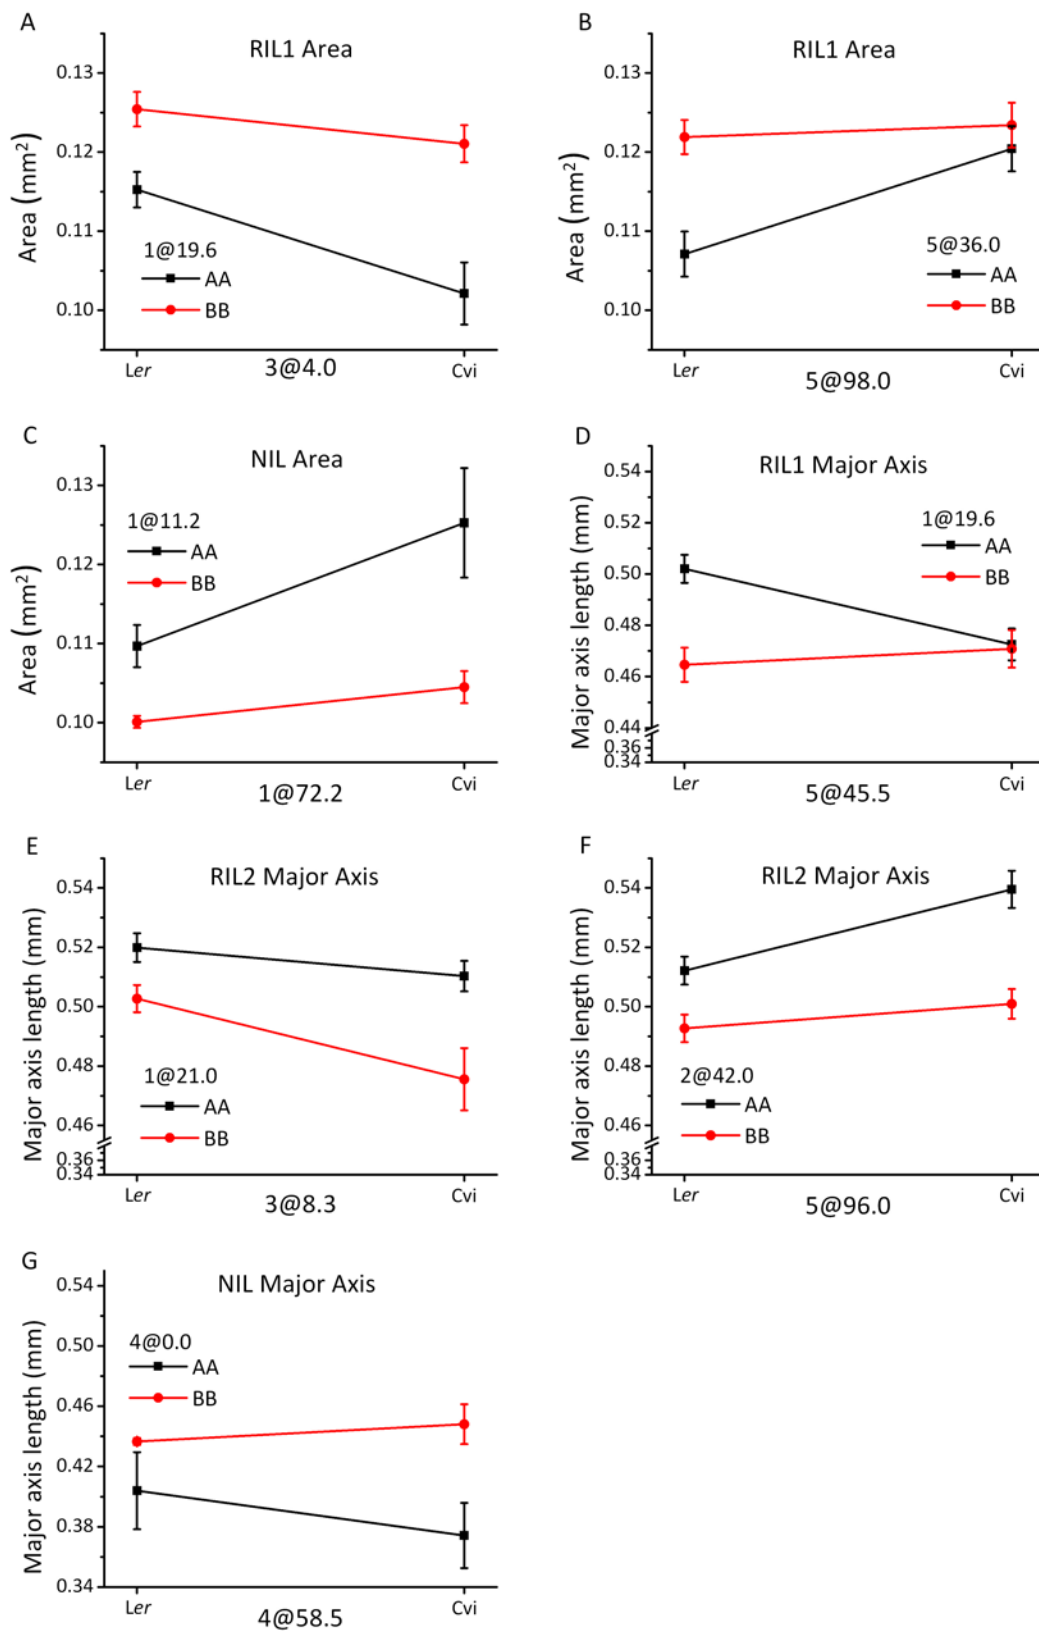 A
RIL1 Area
Area (mm²)
0.13
0.12
0.11
0.10
1@19.6
AA
BB
Ler
Cvi
3@4.0
B
RIL1 Area
Area (mm²)
0.13
0.12
0.11
0.10
5@36.0
AA
BB
Ler
Cvi
5@98.0
C
NIL Area
Area (mm²)
0.13
0.12
0.11
0.10
1@11.2
AA
BB
Ler
Cvi
1@72.2
D
RIL1 Major Axis
Major axis length (mm)
0.54
0.52
0.50
0.48
0.46
0.44
0.36
0.34
1@19.6
AA
BB
Ler
Cvi
5@45.5
E
RIL2 Major Axis
Major axis length (mm)
0.54
0.52
0.50
0.48
0.46
0.36
0.34
1@21.0
AA
BB
Ler
Cvi
3@8.3
F
RIL2 Major Axis
Major axis length (mm)
0.54
0.52
0.50
0.48
0.46
0.36
0.34
2@42.0
AA
BB
Ler
Cvi
5@96.0
G
NIL Major Axis
Major axis length (mm)
0.54
0.50
0.46
0.42
0.38
0.34
4@0.0
AA
BB
Ler
Cvi
4@58.5